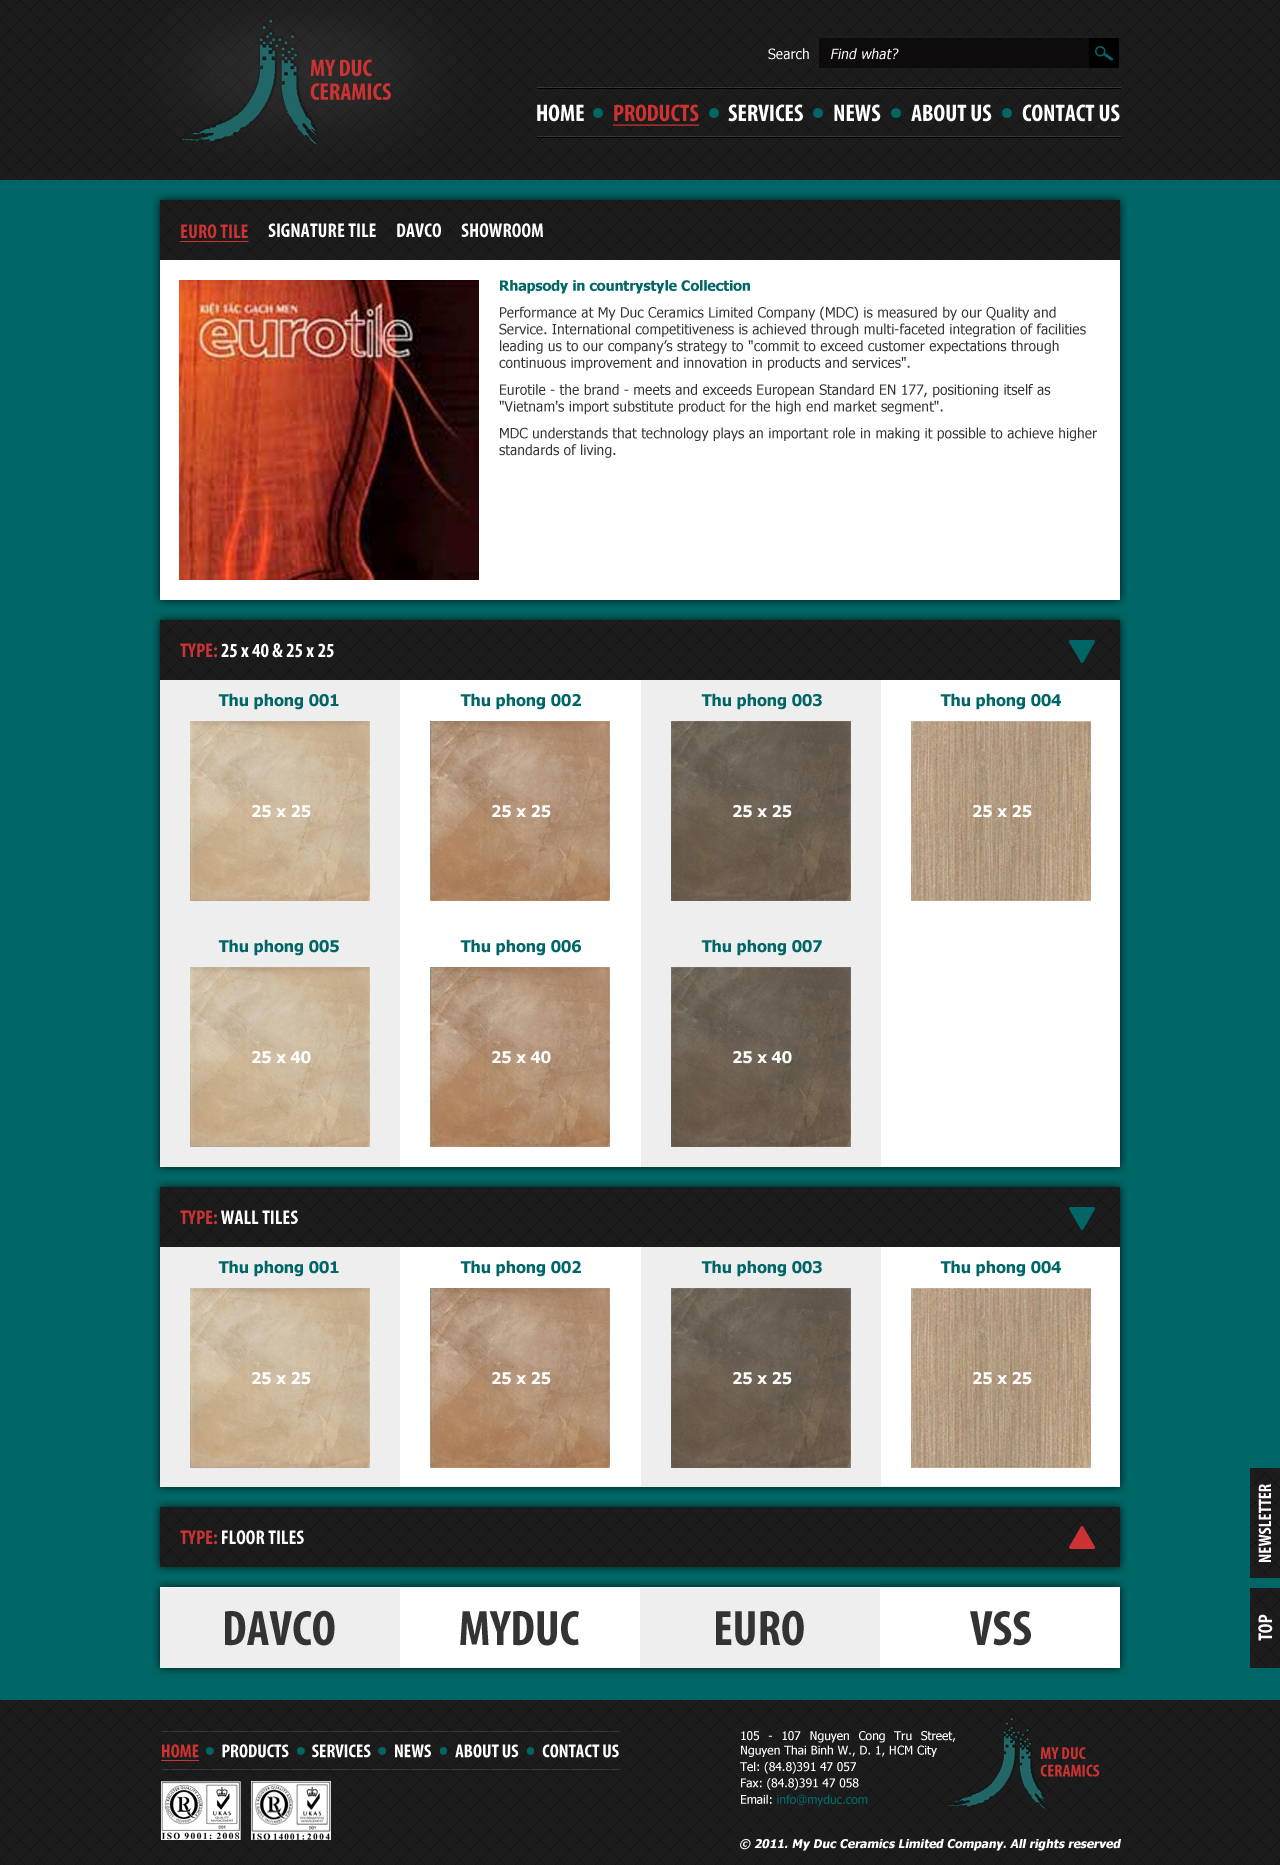 MY DUC
CERAMICS
Search Find what?
HOME PRODUCTS SERVICES NEWS ABOUT US CONTACT US
EURO TILE SIGNATURE TILE DAVCO SHOWROOM
KIỆT TÁC GẠCH MEN
eurotile
Rhapsody in countrystyle Collection
Performance at My Duc Ceramics Limited Company (MDC) is measured by our Quality and
Service. International competitiveness is achieved through multi-faceted integration of facilities
leading us to our company’s strategy to "commit to exceed customer expectations through
continuous improvement and innovation in products and services".
Eurotile - the brand - meets and exceeds European Standard EN 177, positioning itself as
"Vietnam's import substitute product for the high end market segment".
MDC understands that technology plays an important role in making it possible to achieve higher
standards of living.
TYPE: 25 x 40 & 25 x 25
Thu phong 001 Thu phong 002 Thu phong 003 Thu phong 004
25 x 25 25 x 25 25 x 25 25 x 25
Thu phong 005 Thu phong 006 Thu phong 007
25 x 40 25 x 40 25 x 40
TYPE: WALL TILES
Thu phong 001 Thu phong 002 Thu phong 003 Thu phong 004
25 x 25 25 x 25 25 x 25 25 x 25
NEWSLETTER
TYPE: FLOOR TILES
TOP
DAVCO MYDUC EURO VSS
HOME PRODUCTS SERVICES NEWS ABOUT US CONTACT US
R UKAS R UKAS
001 001
ISO 9001: 2008 ISO 14001:2004
105 - 107 Nguyen Cong Tru Street,
Nguyen Thai Binh W., D. 1, HCM City
Tel: (84.8)391 47 057
Fax: (84.8)391 47 058
Email: info@myduc.com
MY DUC
CERAMICS
© 2011. My Duc Ceramics Limited Company. All rights reserved